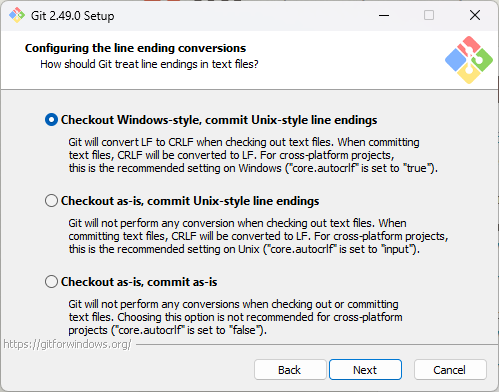 Git 2.49.0 Setup
Configuring the line ending conversions
How should Git treat line endings in text files?
Checkout Windows-style, commit Unix-style line endings
Git will convert LF to CRLF when checking out text files. When committing
text files, CRLF will be converted to LF. For cross-platform projects,
this is the recommended setting on Windows ("core.autocrlf" is set to "true").
Checkout as-is, commit Unix-style line endings
Git will not perform any conversion when checking out text files. When
committing text files, CRLF will be converted to LF. For cross-platform projects,
this is the recommended setting on Unix ("core.autocrlf" is set to "input").
Checkout as-is, commit as-is
Git will not perform any conversions when checking out or committing
text files. Choosing this option is not recommended for cross-platform
projects ("core.autocrlf" is set to "false").
https://gitforwindows.org/
Back
Next
Cancel